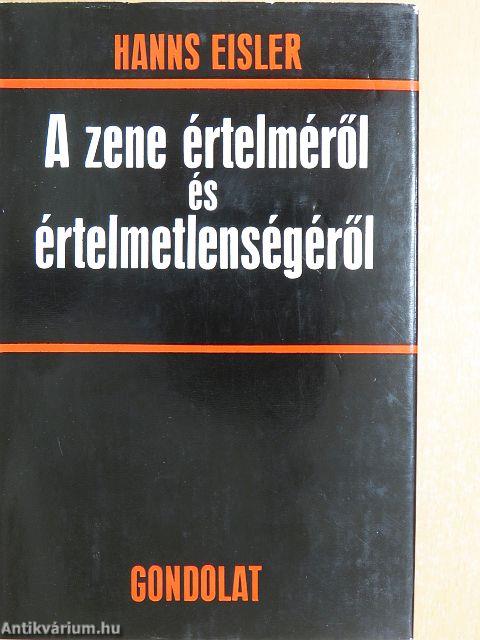 HANNS EISLER
A zene értelméről
és
értelmetlenségéről
GONDOLAT
Antikvárium.hu